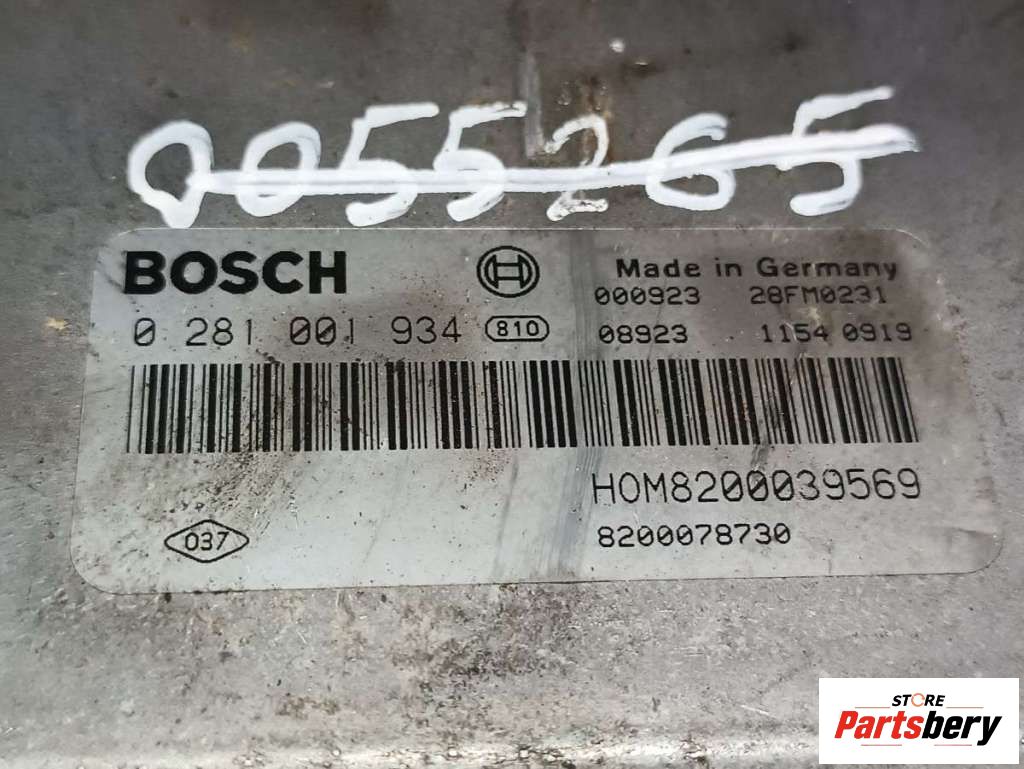 0055265
BOSCH
Made in Germany
000923 28FM0231
0 281 001 934 810
08923 1154 0919
HOM8200039569
037
8200078730
STORE
Partsbery